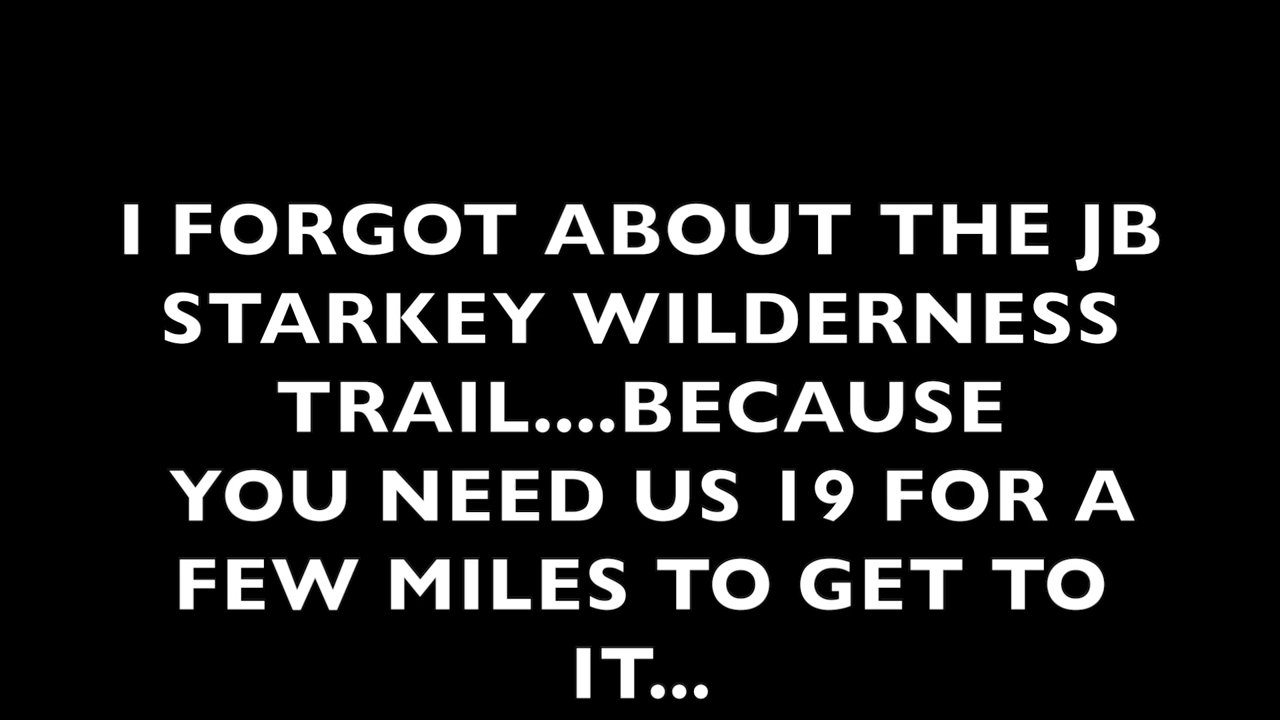 I FORGOT ABOUT THE JB
STARKEY WILDERNESS
TRAIL....BECAUSE
YOU NEED US 19 FOR A
FEW MILES TO GET TO
IT...